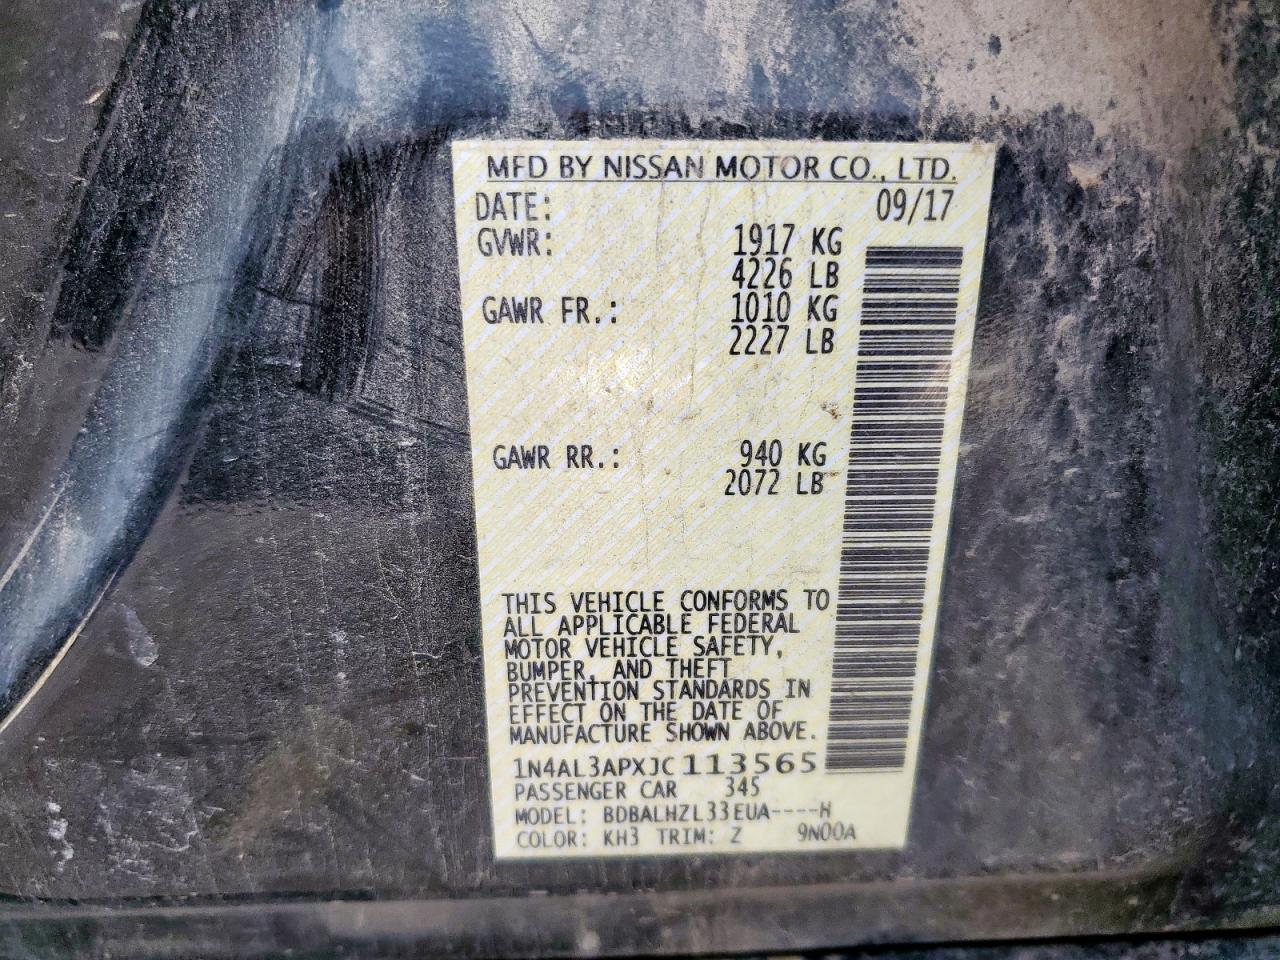 MFD BY NISSAN MOTOR CO., LTD.
DATE: 09/17
GVWR: 1917 KG
4226 LB
GAWR FR.: 1010 KG
2227 LB
GAWR RR.: 940 KG
2072 LB
THIS VEHICLE CONFORMS TO
ALL APPLICABLE FEDERAL
MOTOR VEHICLE SAFETY,
BUMPER, AND THEFT
PREVENTION STANDARDS IN
EFFECT ON THE DATE OF
MANUFACTURE SHOWN ABOVE.
1N4AL3APXJC113565
PASSENGER CAR 345
MODEL: BDBALHZL33EUA----H
COLOR: KH3 TRIM: Z 9N00A